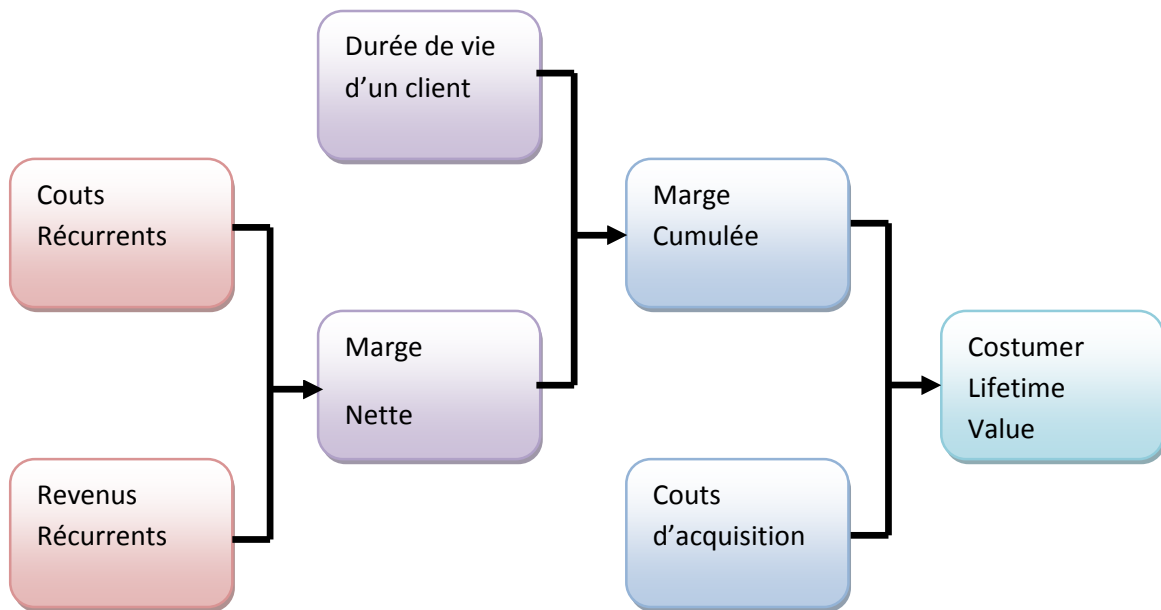 Durée de vie
d’un client
Couts
Récurrents
Marge
Cumulée
Marge
Nette
Costumer
Lifetime
Value
Revenus
Récurrents
Couts
d’acquisition